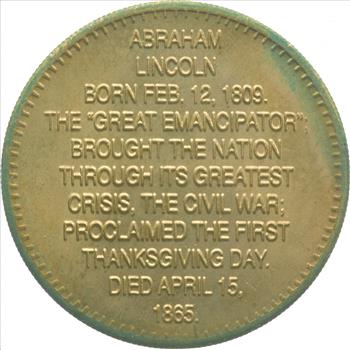 ABRAHAM
LINCOLN
BORN FEB. 12, 1809.
THE "GREAT EMANCIPATOR";
BROUGHT THE NATION
THROUGH ITS GREATEST
CRISIS, THE CIVIL WAR;
PROCLAIMED THE FIRST
THANKSGIVING DAY.
DIED APRIL 15,
1865.